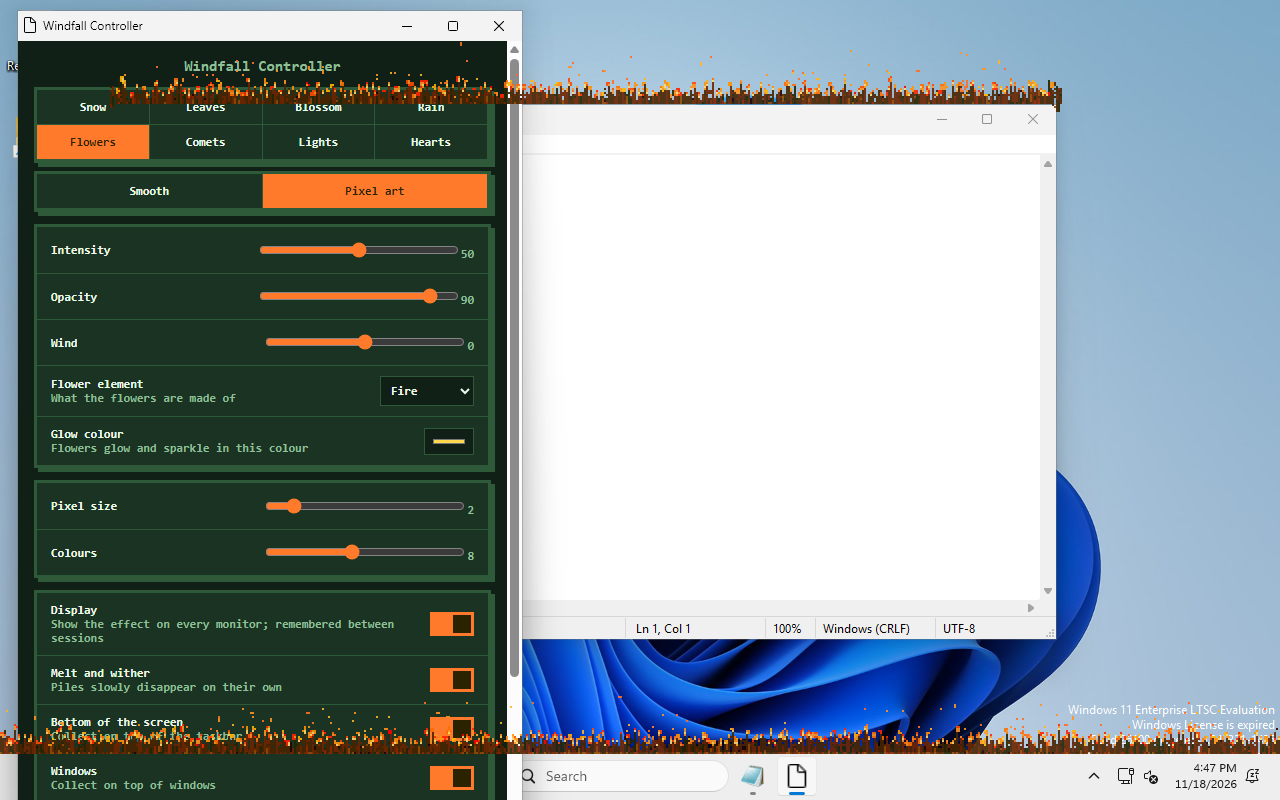 Windfall Controller
Re
Windfall Controller
Snow
Leaves
Blossom
Rain
Flowers
Comets
Lights
Hearts
Smooth
Pixel art
Intensity
50
Opacity
90
Wind
0
Flower element
What the flowers are made of
Fire
Glow colour
Flowers glow and sparkle in this colour
Pixel size
2
Colours
8
Display
Show the effect on every monitor; remembered between
sessions
Melt and wither
Piles slowly disappear on their own
Bottom of the screen
Windows
Collect on top of windows
Ln 1, Col 1
100%
Windows (CRLF)
UTF-8
Windows 11 Enterprise LTSC Evaluation
Windows License is expired
Search
4:47 PM
11/18/2026